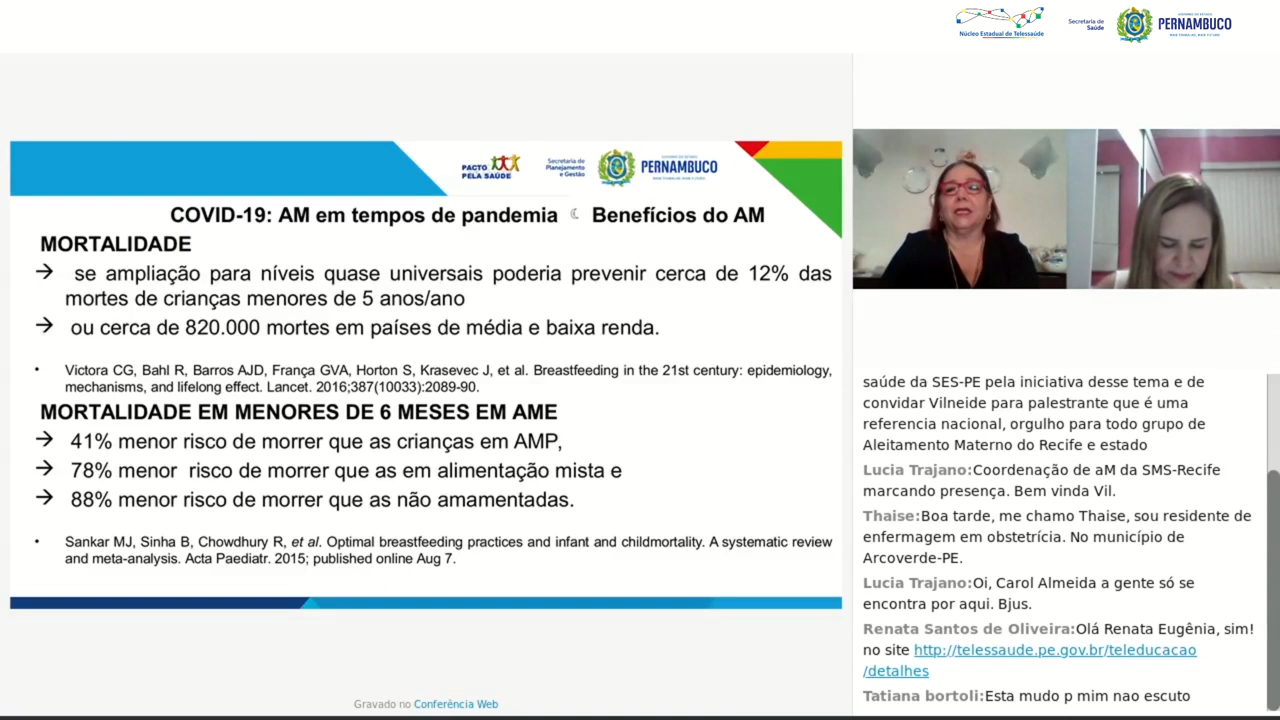 Núcleo Estadual de Telessaúde
Secretaria de
Saúde
PERNAMBUCO
PACTO
PELA SAÚDE
Secretaria de
Planejamento
e Gestão
PERNAMBUCO
COVID-19: AM em tempos de pandemia ☾ Benefícios do AM
MORTALIDADE
→ se ampliação para níveis quase universais poderia prevenir cerca de 12% das
mortes de crianças menores de 5 anos/ano
→ ou cerca de 820.000 mortes em países de média e baixa renda.
• Victora CG, Bahl R, Barros AJD, França GVA, Horton S, Krasevec J, et al. Breastfeeding in the 21st century: epidemiology,
mechanisms, and lifelong effect. Lancet. 2016;387(10033):2089-90.
MORTALIDADE EM MENORES DE 6 MESES EM AME
→ 41% menor risco de morrer que as crianças em AMP,
→ 78% menor risco de morrer que as em alimentação mista e
→ 88% menor risco de morrer que as não amamentadas.
• Sankar MJ, Sinha B, Chowdhury R, et al. Optimal breastfeeding practices and infant and childmortality. A systematic review
and meta-analysis. Acta Paediatr. 2015; published online Aug 7.
Gravado no Conferência Web
saúde da SES-PE pela iniciativa desse tema e de
convidar Vilneide para palestrante que é uma
referencia nacional, orgulho para todo grupo de
Aleitamento Materno do Recife e estado
Lucia Trajano:Coordenação de aM da SMS-Recife
marcando presença. Bem vinda Vil.
Thaise:Boa tarde, me chamo Thaise, sou residente de
enfermagem em obstetrícia. No município de
Arcoverde-PE.
Lucia Trajano:Oi, Carol Almeida a gente só se
encontra por aqui. Bjus.
Renata Santos de Oliveira:Olá Renata Eugênia, sim!
no site http://telessaude.pe.gov.br/teleducacao
/detalhes
Tatiana bortoli:Esta mudo p mim nao escuto